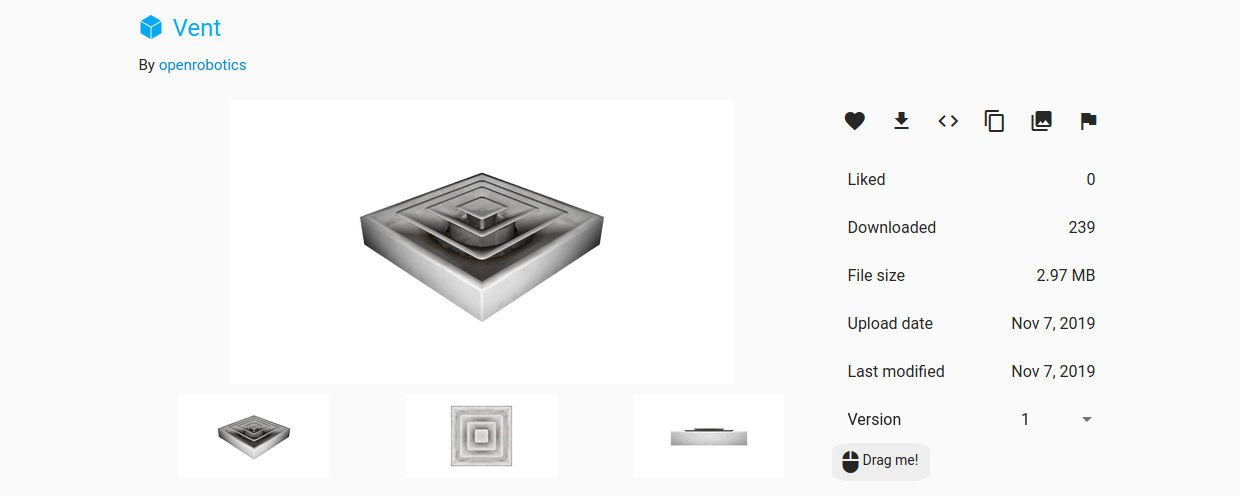 Vent
By openrobotics
Liked 0
Downloaded 239
File size 2.97 MB
Upload date Nov 7, 2019
Last modified Nov 7, 2019
Version 1
Drag me!